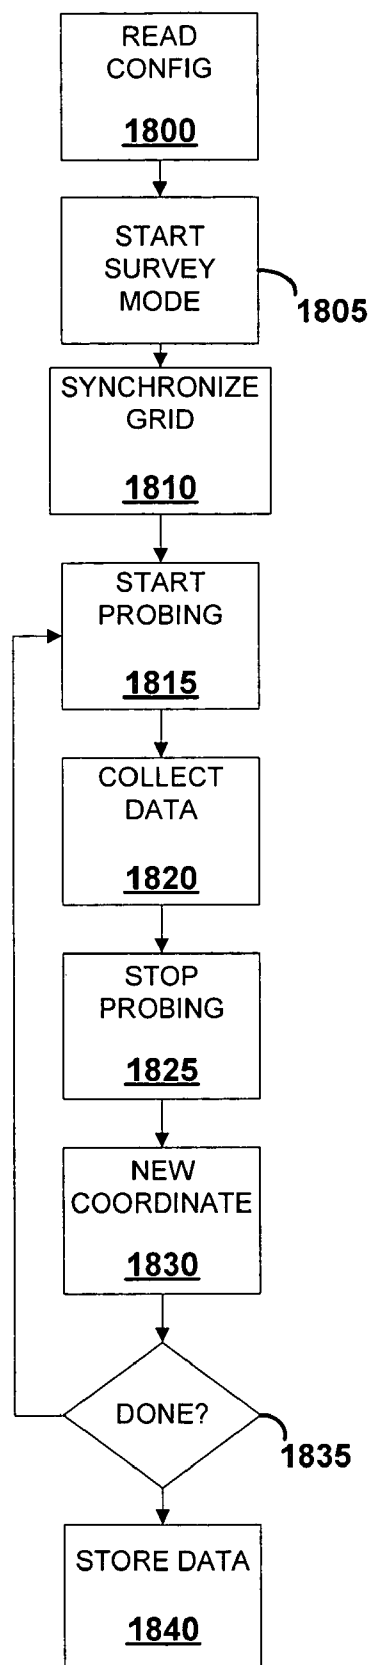 READ
CONFIG
1800
START
SURVEY
MODE
1805
SYNCHRONIZE
GRID
1810
START
PROBING
1815
COLLECT
DATA
1820
STOP
PROBING
1825
NEW
COORDINATE
1830
DONE?
1835
STORE DATA
1840